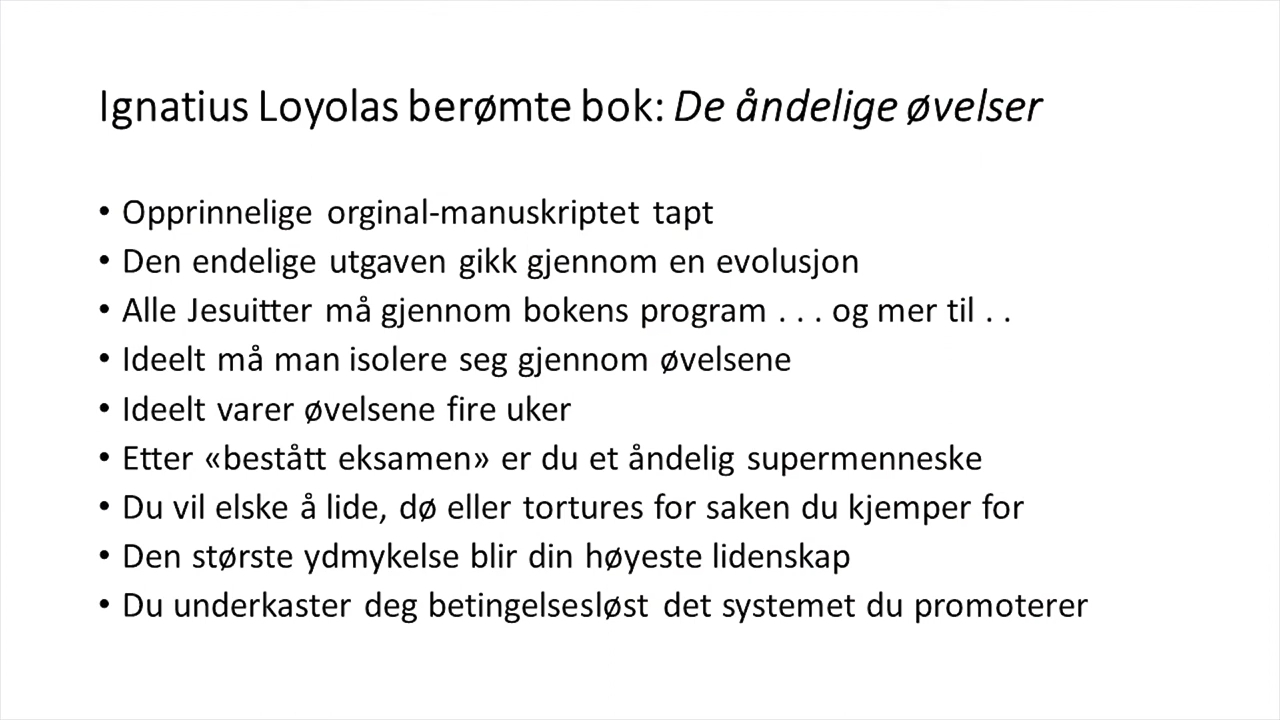 Ignatius Loyolas berømte bok: De åndelige øvelser
• Opprinnelige orginal-manuskriptet tapt
• Den endelige utgaven gikk gjennom en evolusjon
• Alle Jesuitter må gjennom bokens program . . . og mer til . .
• Ideelt må man isolere seg gjennom øvelsene
• Ideelt varer øvelsene fire uker
• Etter «bestått eksamen» er du et åndelig supermenneske
• Du vil elske å lide, dø eller tortures for saken du kjemper for
• Den største ydmykelse blir din høyeste lidenskap
• Du underkaster deg betingelsesløst det systemet du promoterer